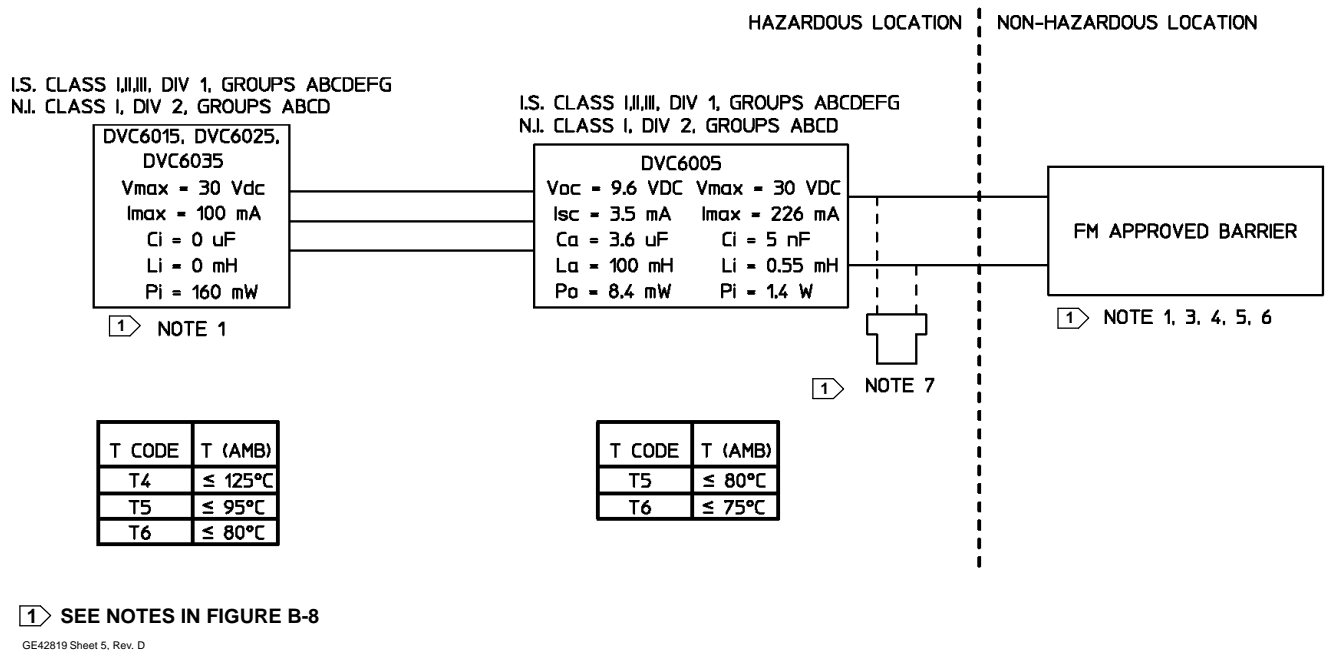 HAZARDOUS LOCATION
NON-HAZARDOUS LOCATION
I.S. CLASS I,II,III, DIV 1, GROUPS ABCDEFG
N.I. CLASS I, DIV 2, GROUPS ABCD
DVC6015, DVC6025,
DVC6035
Vmax = 30 Vdc
Imax = 100 mA
Ci = 0 uF
Li = 0 mH
Pi = 160 mW
1 NOTE 1
I.S. CLASS I,II,III, DIV 1, GROUPS ABCDEFG
N.I. CLASS I, DIV 2, GROUPS ABCD
DVC6005
Voc = 9.6 VDC Vmax = 30 VDC
Isc = 3.5 mA Imax = 226 mA
Ca = 3.6 uF Ci = 5 nF
La = 100 mH Li = 0.55 mH
Po = 8.4 mW Pi = 1.4 W
1 NOTE 7
FM APPROVED BARRIER
1 NOTE 1, 3, 4, 5, 6
T CODE T (AMB)
T4 ≤ 125°C
T5 ≤ 95°C
T6 ≤ 80°C
T CODE T (AMB)
T5 ≤ 80°C
T6 ≤ 75°C
1 SEE NOTES IN FIGURE B-8
GE42819 Sheet 5, Rev. D